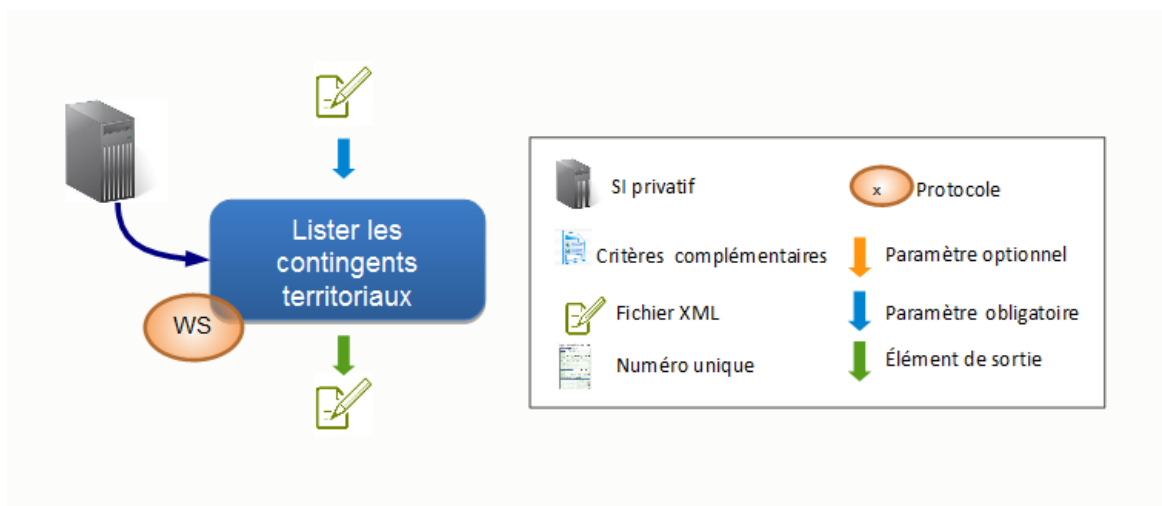 Lister les
contingents
territoriaux
WS
SI privatif
x
Protocole
Critères complémentaires
Paramètre optionnel
Fichier XML
Paramètre obligatoire
Numéro unique
Élément de sortie